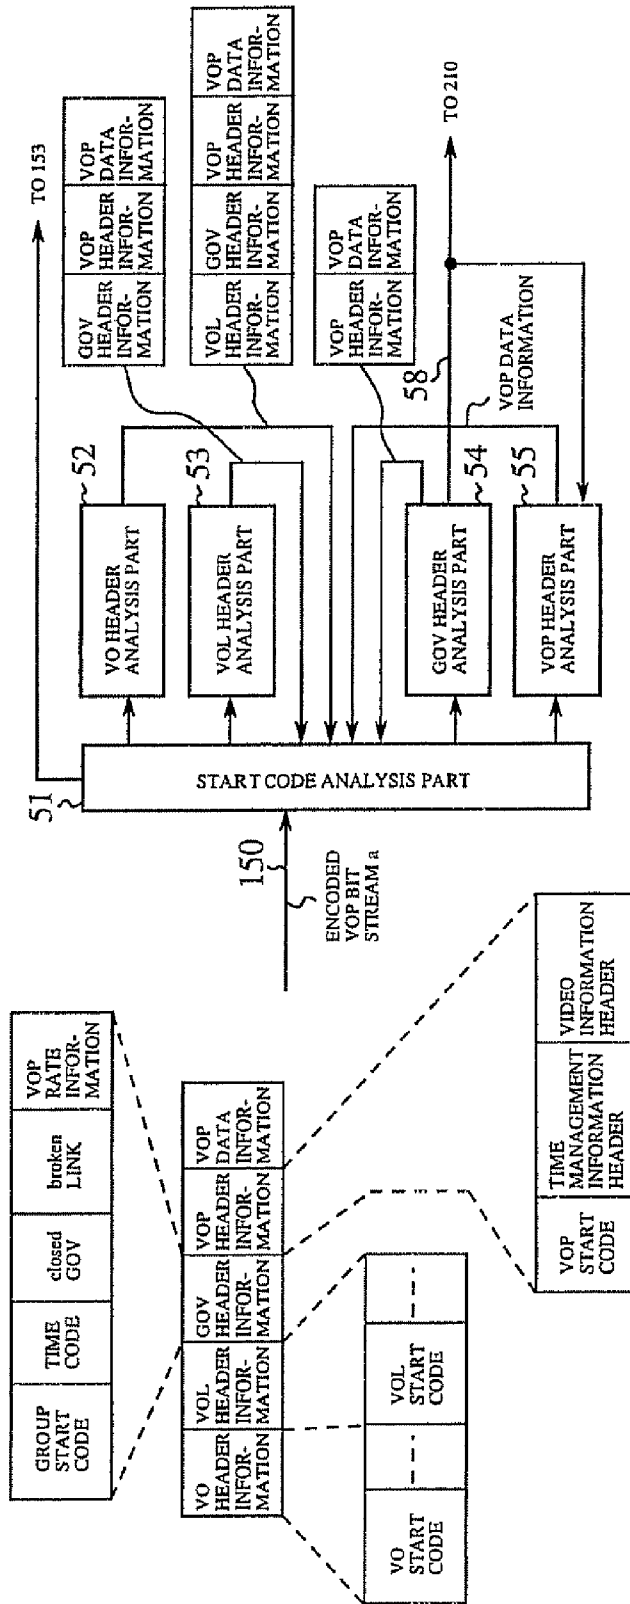 GROUP
START
CODE
TIME
CODE
closed
GOV
broken
LINK
VOP
RATE
INFOR-
MATION
VO
HEADER
INFOR-
MATION
VOL
HEADER
INFOR-
MATION
GOV
HEADER
INFOR-
MATION
VOP
HEADER
INFOR-
MATION
VOP
DATA
INFOR-
MATION
VO
START
CODE
VOL
START
CODE
VOP
START
CODE
TIME
MANAGEMENT
INFORMATION
HEADER
VIDEO
INFORMATION
HEADER
150
ENCODED
VOP BIT
STREAM a
51
START CODE ANALYSIS PART
TO 153
VO HEADER
ANALYSIS PART
52
VOL HEADER
ANALYSIS PART
53
GOV HEADER
ANALYSIS PART
54
VOP HEADER
ANALYSIS PART
55
GOV
HEADER
INFOR-
MATION
VOP
HEADER
INFOR-
MATION
VOP
DATA
INFOR-
MATION
VOL
HEADER
INFOR-
MATION
GOV
HEADER
INFOR-
MATION
VOP
HEADER
INFOR-
MATION
VOP
DATA
INFOR-
MATION
VOP
HEADER
INFOR-
MATION
VOP
DATA
INFOR-
MATION
58
TO 210
VOP DATA
INFORMATION